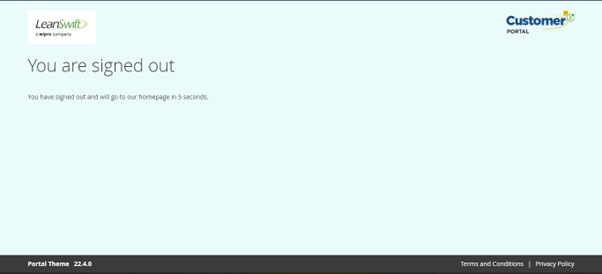 LeanSwift
a wipro company
Customer
PORTAL
You are signed out
You have signed out and will go to our homepage in 5 seconds.
Portal Theme 22.4.0
Terms and Conditions | Privacy Policy